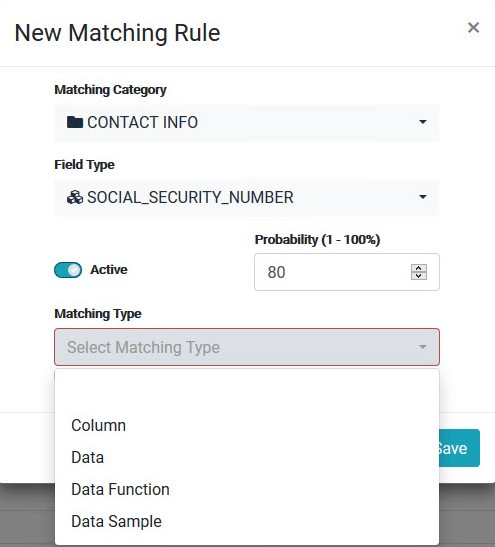 New Matching Rule
×
Matching Category
CONTACT INFO
Field Type
SOCIAL_SECURITY_NUMBER
Probability (1 - 100%)
Active
80
Matching Type
Select Matching Type
Column
Data
Data Function
Data Sample
Save